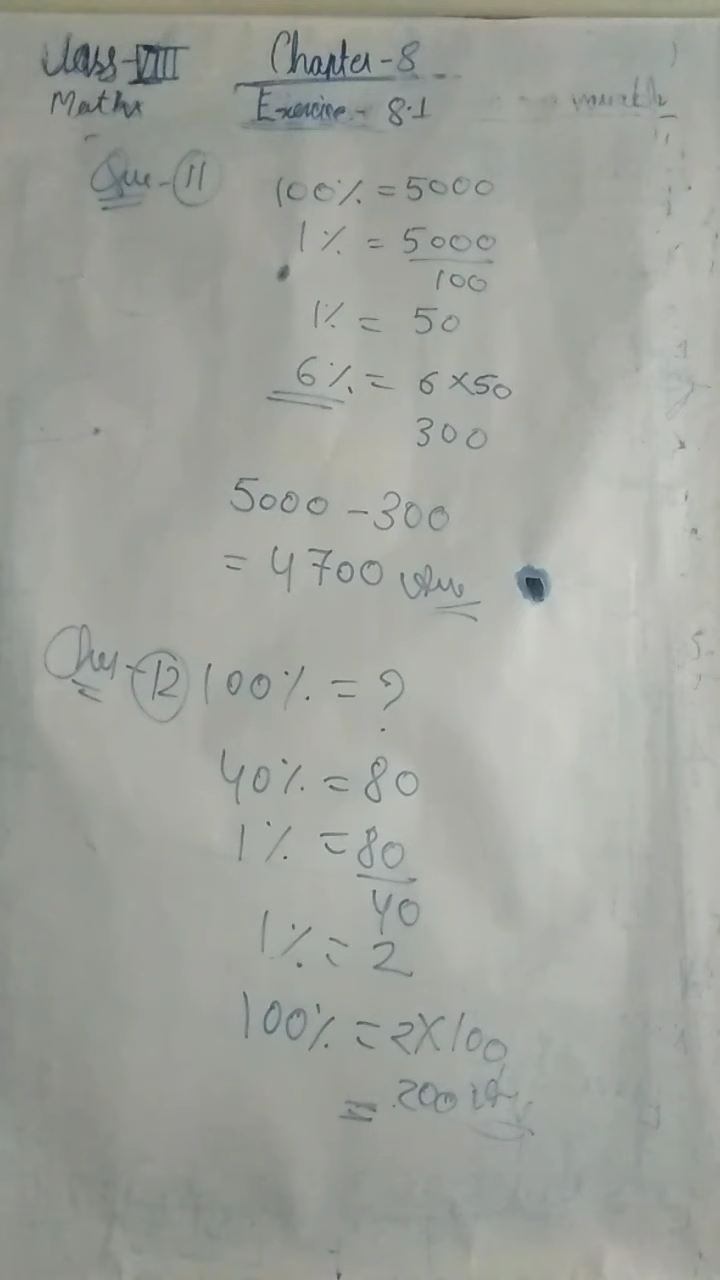 Class-VIII Chapter-8
Maths Exercise- 8.1
Que-11 100% = 5000
1% = 5000
100
1% = 50
6% = 6×50
300
5000-300
= 4700 Ans
Que-12 100% = ?
40% = 80
1% = 80
40
1% = 2
100% = 2×100
= 200